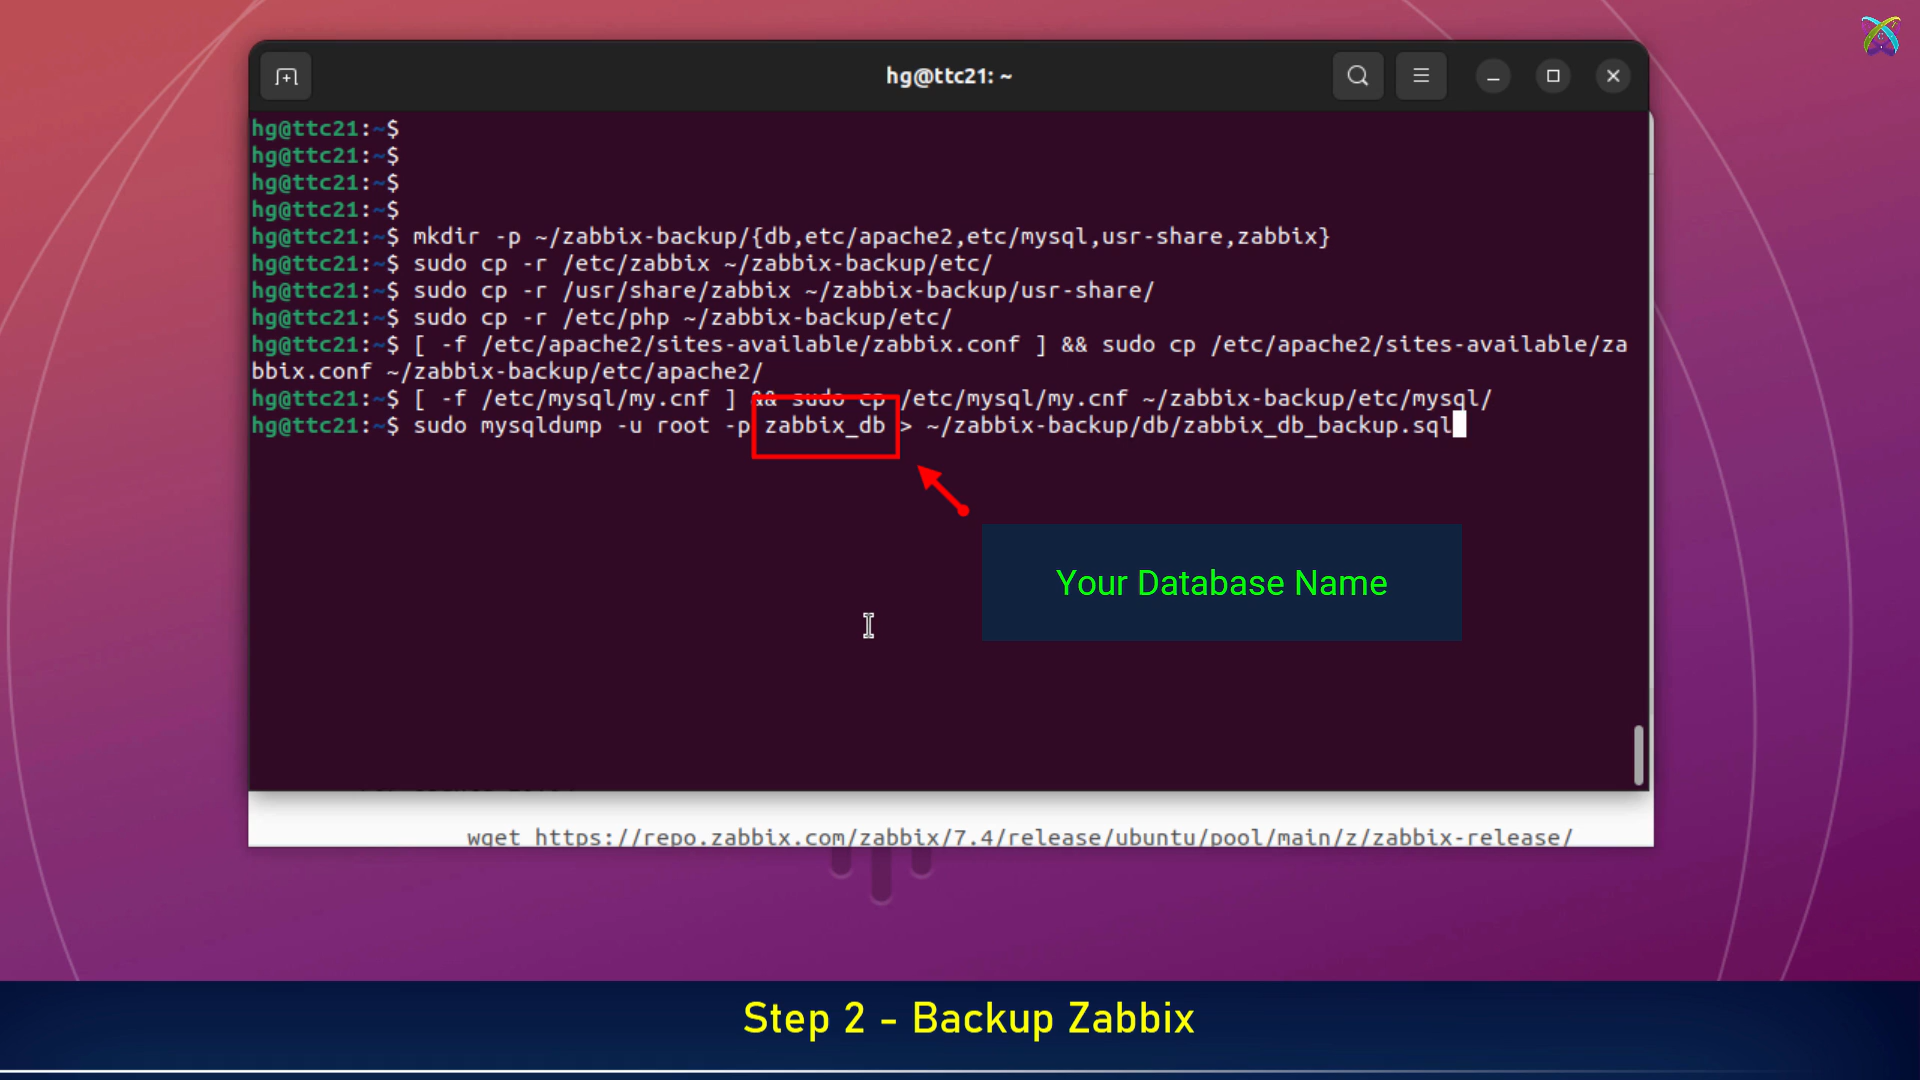 hg@ttc21: ~
hg@ttc21:~$
hg@ttc21:~$
hg@ttc21:~$
hg@ttc21:~$
hg@ttc21:~$ mkdir -p ~/zabbix-backup/{db,etc/apache2,etc/mysql,usr-share,zabbix}
hg@ttc21:~$ sudo cp -r /etc/zabbix ~/zabbix-backup/etc/
hg@ttc21:~$ sudo cp -r /usr/share/zabbix ~/zabbix-backup/usr-share/
hg@ttc21:~$ sudo cp -r /etc/php ~/zabbix-backup/etc/
hg@ttc21:~$ [ -f /etc/apache2/sites-available/zabbix.conf ] && sudo cp /etc/apache2/sites-available/za
bbix.conf ~/zabbix-backup/etc/apache2/
hg@ttc21:~$ [ -f /etc/mysql/my.cnf ] && sudo cp /etc/mysql/my.cnf ~/zabbix-backup/etc/mysql/
hg@ttc21:~$ sudo mysqldump -u root -p zabbix_db > ~/zabbix-backup/db/zabbix_db_backup.sql
Your Database Name
wget https://repo.zabbix.com/zabbix/7.4/release/ubuntu/pool/main/z/zabbix-release/
Step 2 - Backup Zabbix